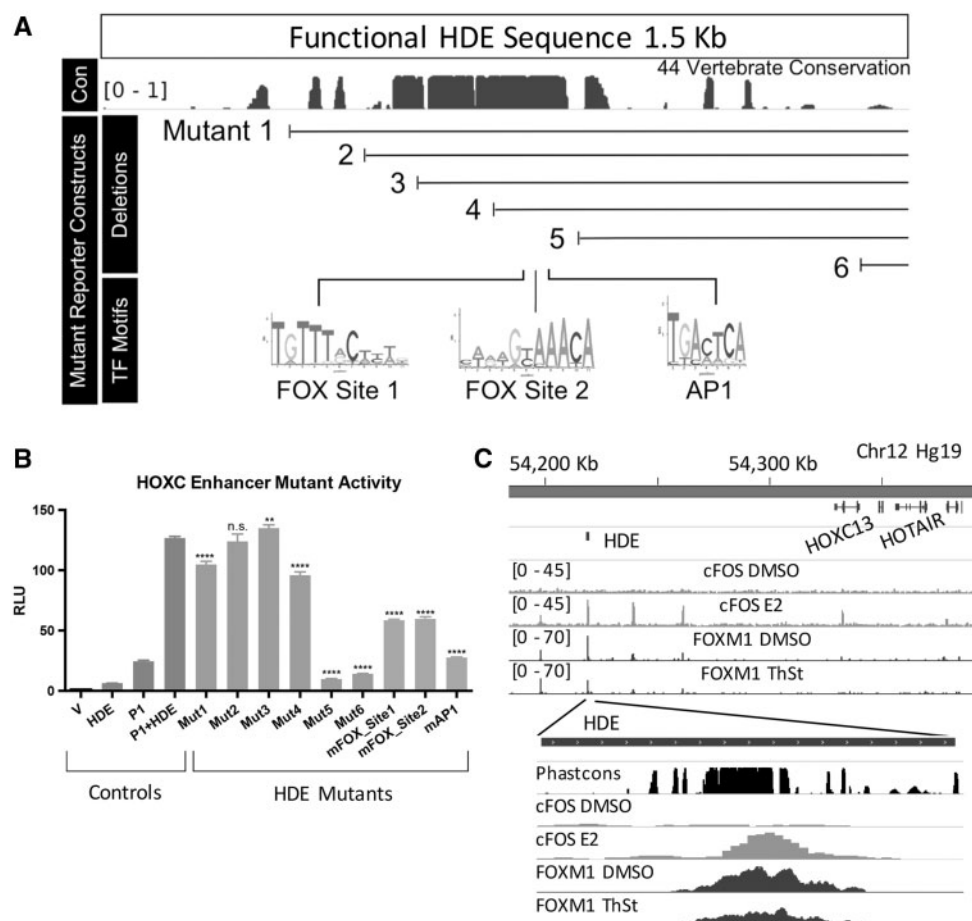 A
Functional HDE Sequence 1.5 Kb
Con
[0 - 1]
44 Vertebrate Conservation
Mutant Reporter Constructs
Deletions
TF Motifs
Mutant 1
2
3
4
5
6
FOX Site 1
FOX Site 2
AP1
B
HOXC Enhancer Mutant Activity
RLU
150
100
50
0
****
n.s.
**
****
****
****
****
****
****
V
HDE
P1
P1+HDE
Mut1
Mut2
Mut3
Mut4
Mut5
Mut6
mFOX_Site1
mFOX_Site2
mAP1
Controls
HDE Mutants
C
Chr12 Hg19
54,200 Kb
54,300 Kb
HDE
HOXC13
HOTAIR
[0 - 45]
cFOS DMSO
[0 - 45]
cFOS E2
[0 - 70]
FOXM1 DMSO
[0 - 70]
FOXM1 ThSt
HDE
Phastcons
cFOS DMSO
cFOS E2
FOXM1 DMSO
FOXM1 ThSt